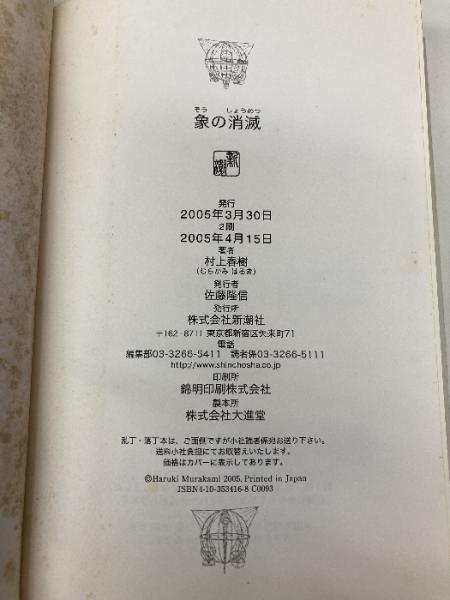 ぞう しょうめつ
象の消滅
新潮
発行
2005年3月30日
2刷
2005年4月15日
著者
村上春樹
(むらかみ はるき)
発行者
佐藤隆信
発行所
株式会社新潮社
〒162-8711 東京都新宿区矢来町71
電話
編集部03-3266-5411 読者係03-3266-5111
http://www.shinchosha.co.jp
印刷所
錦明印刷株式会社
製本所
株式会社大進堂
乱丁・落丁本は、ご面倒ですが小社読者係宛お送り下さい。
送料小社負担にてお取替えいたします。
価格はカバーに表示してあります。
©Haruki Murakami 2005, Printed in Japan
ISBN4-10-353416-8 C0093